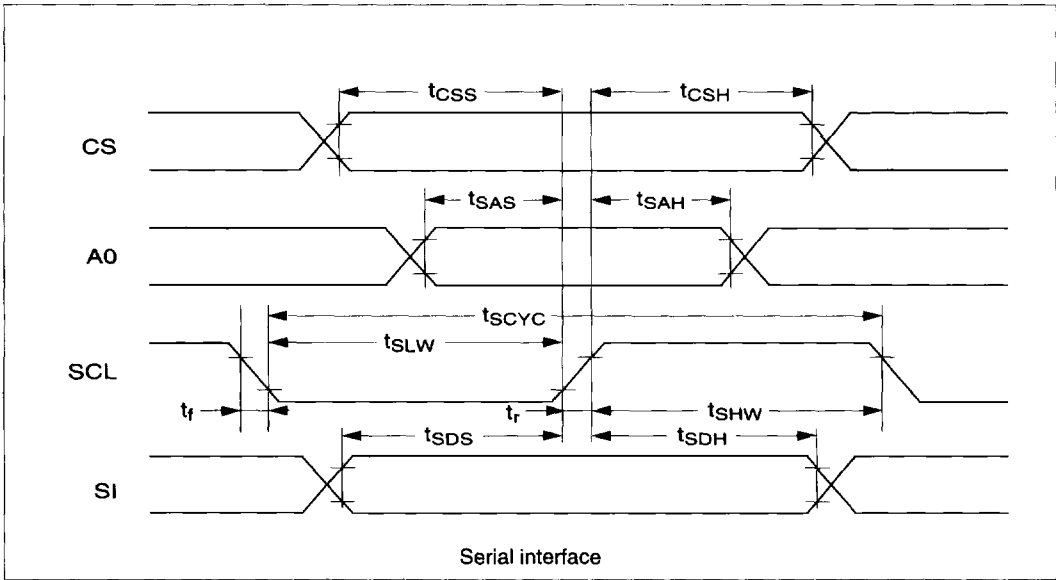 tCSS tCSH
CS
tSAS tSAH
A0
tSCYC
tSLW
SCL
tf tr tSHW
tSDS tSDH
SI
Serial interface